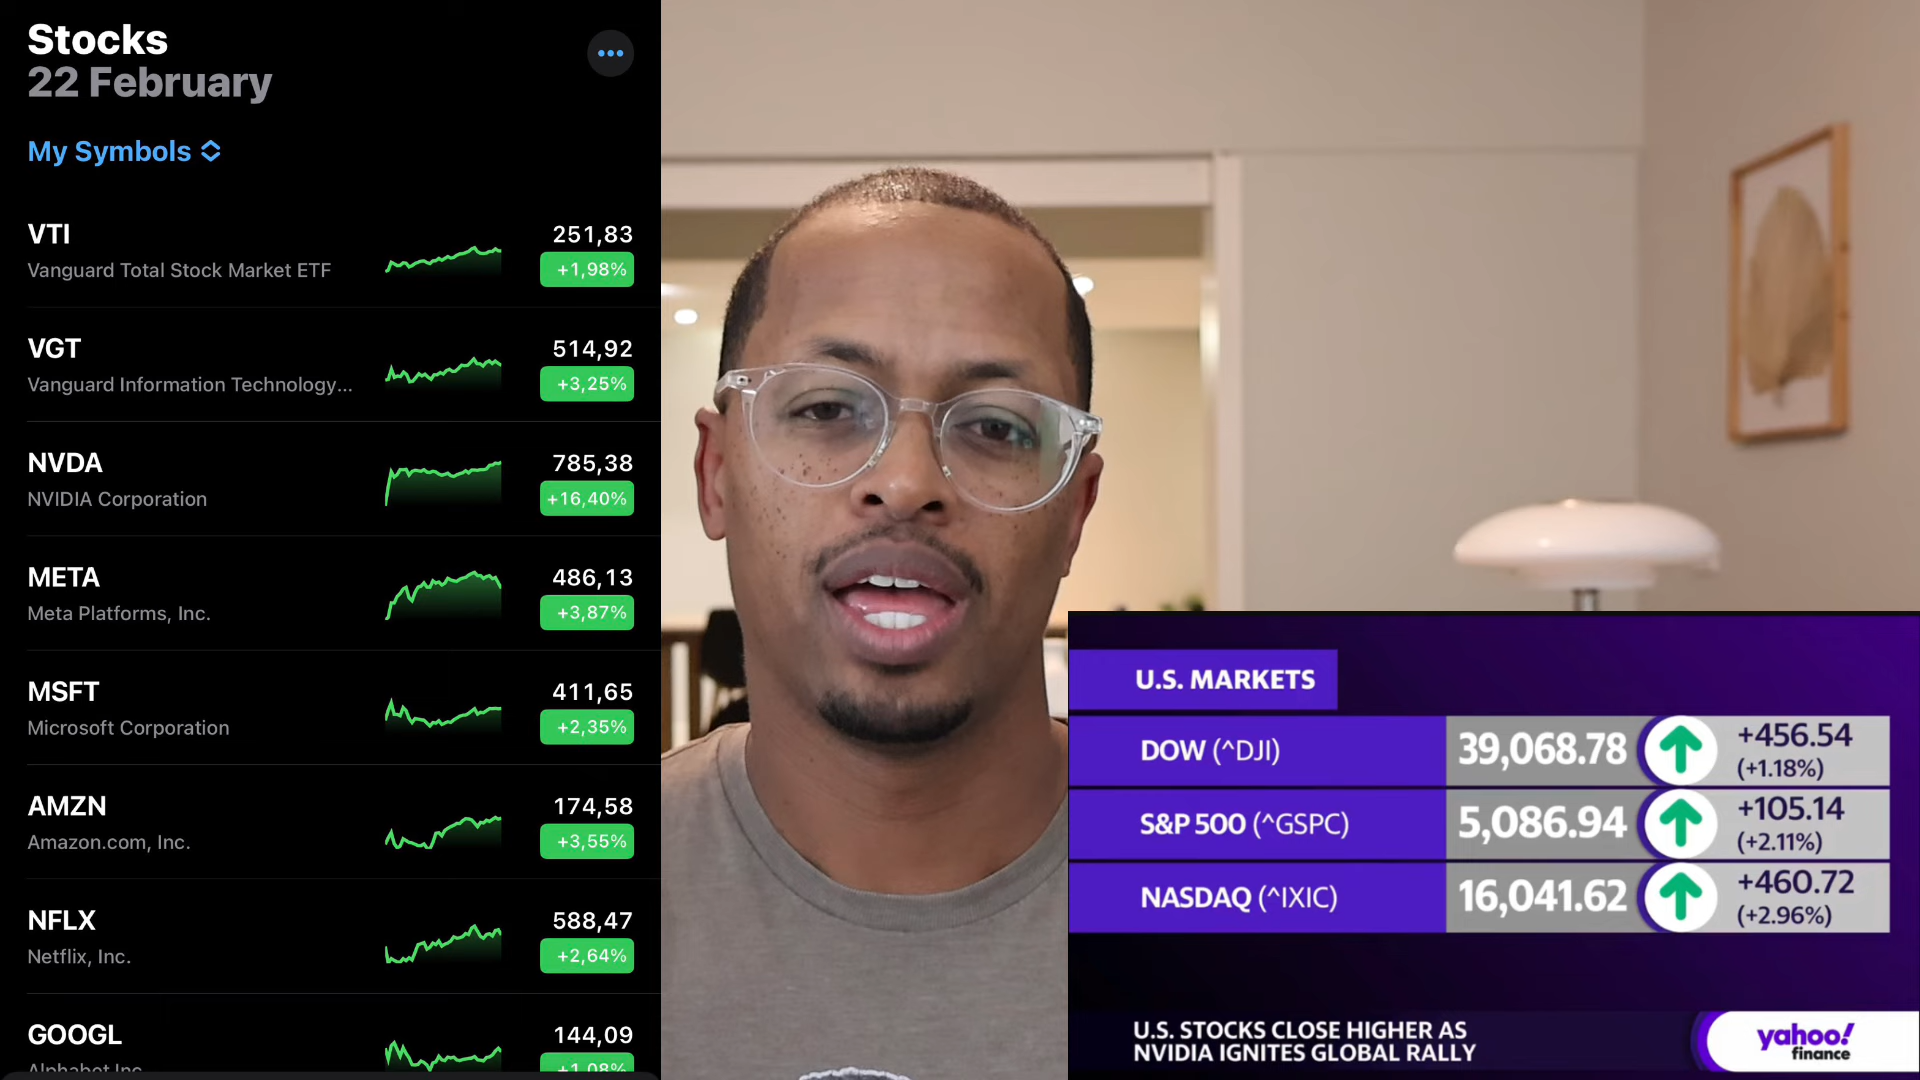 Stocks
22 February
My Symbols
VTI
251,83
Vanguard Total Stock Market ETF
+1,98%
VGT
514,92
Vanguard Information Technology...
+3,25%
NVDA
785,38
NVIDIA Corporation
+16,40%
META
486,13
Meta Platforms, Inc.
+3,87%
MSFT
411,65
Microsoft Corporation
+2,35%
AMZN
174,58
Amazon.com, Inc.
+3,55%
NFLX
588,47
Netflix, Inc.
+2,64%
GOOGL
144,09
Alphabet Inc.
+1,08%
U.S. MARKETS
DOW (^DJI)
39,068.78
+456.54
(+1.18%)
S&P 500 (^GSPC)
5,086.94
+105.14
(+2.11%)
NASDAQ (^IXIC)
16,041.62
+460.72
(+2.96%)
U.S. STOCKS CLOSE HIGHER AS
NVIDIA IGNITES GLOBAL RALLY
yahoo!
finance